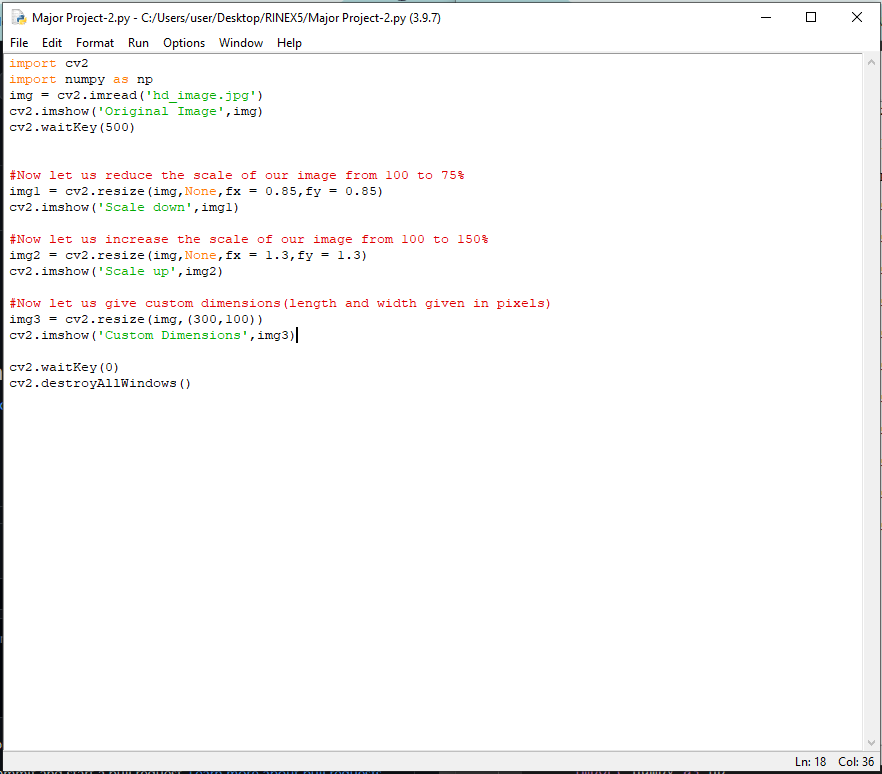 Major Project-2.py - C:/Users/user/Desktop/RINEX5/Major Project-2.py (3.9.7)
File Edit Format Run Options Window Help
import cv2
import numpy as np
img = cv2.imread('hd_image.jpg')
cv2.imshow('Original Image',img)
cv2.waitKey(500)
#Now let us reduce the scale of our image from 100 to 75%
img1 = cv2.resize(img,None,fx = 0.85,fy = 0.85)
cv2.imshow('Scale down',img1)
#Now let us increase the scale of our image from 100 to 150%
img2 = cv2.resize(img,None,fx = 1.3,fy = 1.3)
cv2.imshow('Scale up',img2)
#Now let us give custom dimensions(length and width given in pixels)
img3 = cv2.resize(img,(300,100))
cv2.imshow('Custom Dimensions',img3)
cv2.waitKey(0)
cv2.destroyAllWindows()
Ln: 18 Col: 36